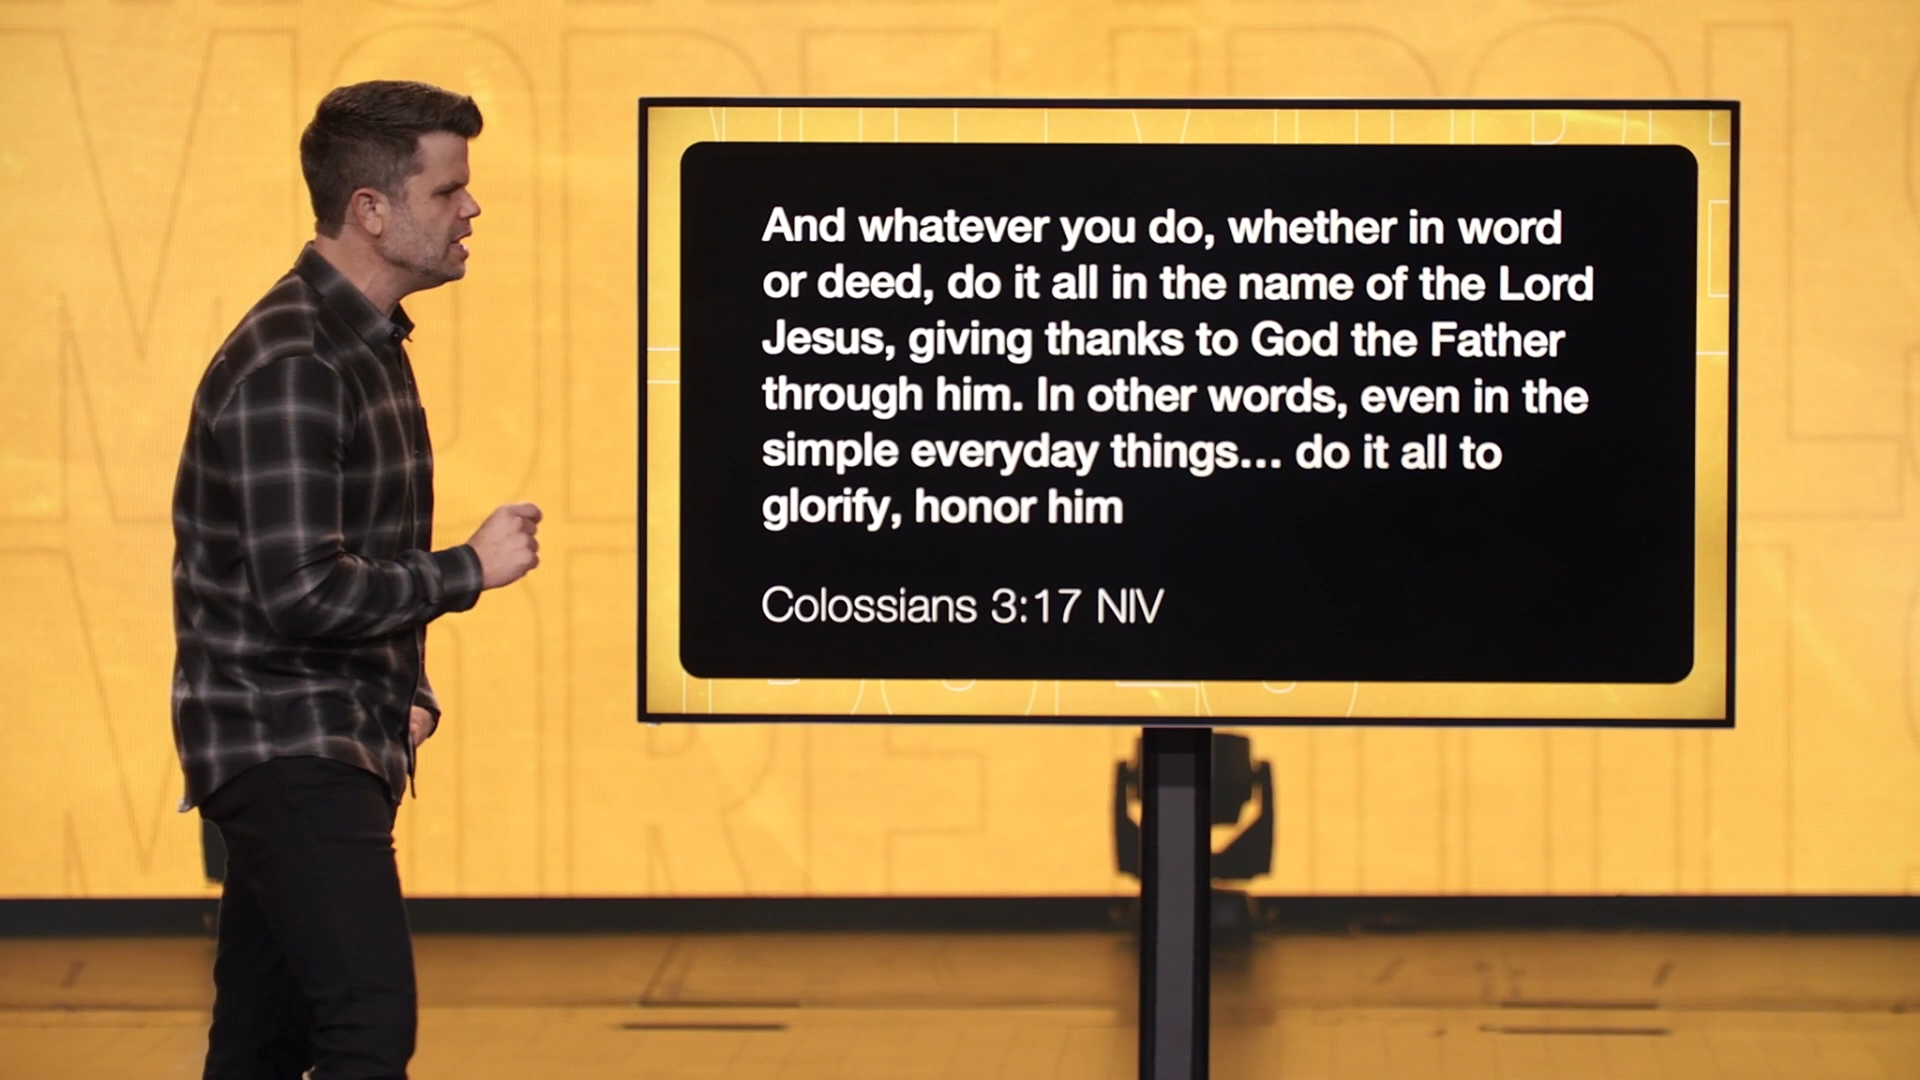 And whatever you do, whether in word
or deed, do it all in the name of the Lord
Jesus, giving thanks to God the Father
through him. In other words, even in the
simple everyday things... do it all to
glorify, honor him
Colossians 3:17 NIV